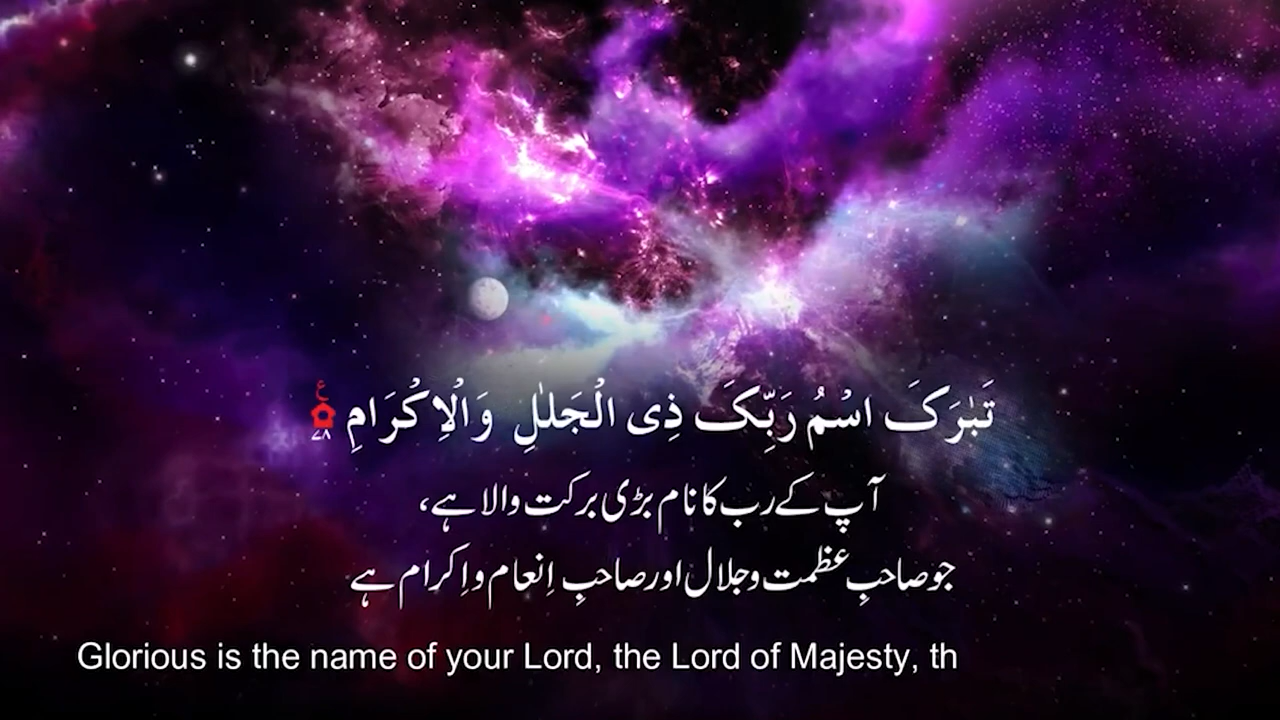 تَبٰرَکَ اسْمُ رَبِّکَ ذِی الْجَلٰلِ وَالْاِکْرَامِ ع ۷۸
آپ کے رب کا نام بڑی برکت والا ہے،
جو صاحبِ عظمت و جلال اور صاحبِ اِنعام و اِکرام ہے
Glorious is the name of your Lord, the Lord of Majesty, th